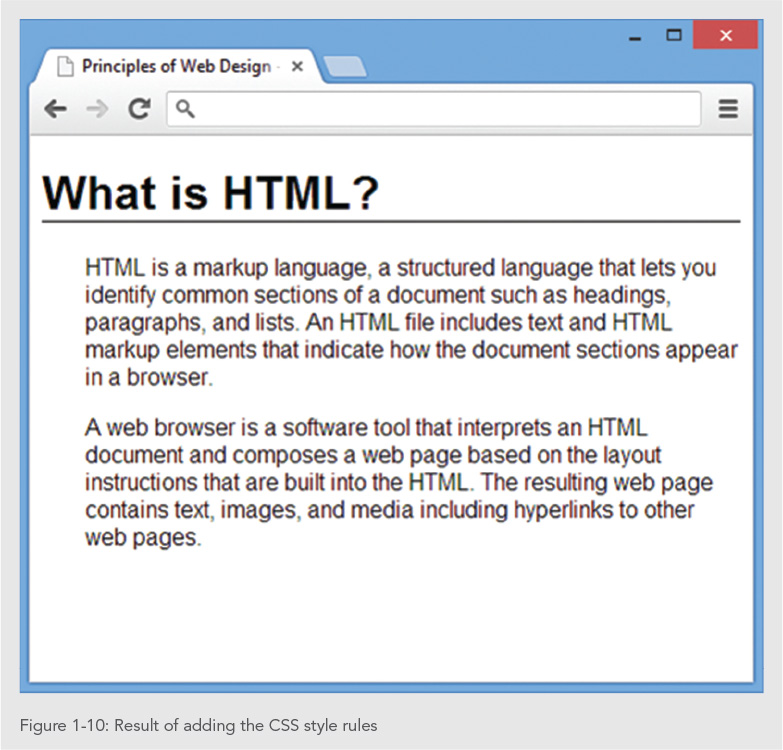 Principles of Web Design -
What is HTML?
HTML is a markup language, a structured language that lets you
identify common sections of a document such as headings,
paragraphs, and lists. An HTML file includes text and HTML
markup elements that indicate how the document sections appear
in a browser.
A web browser is a software tool that interprets an HTML
document and composes a web page based on the layout
instructions that are built into the HTML. The resulting web page
contains text, images, and media including hyperlinks to other
web pages.
Figure 1-10: Result of adding the CSS style rules